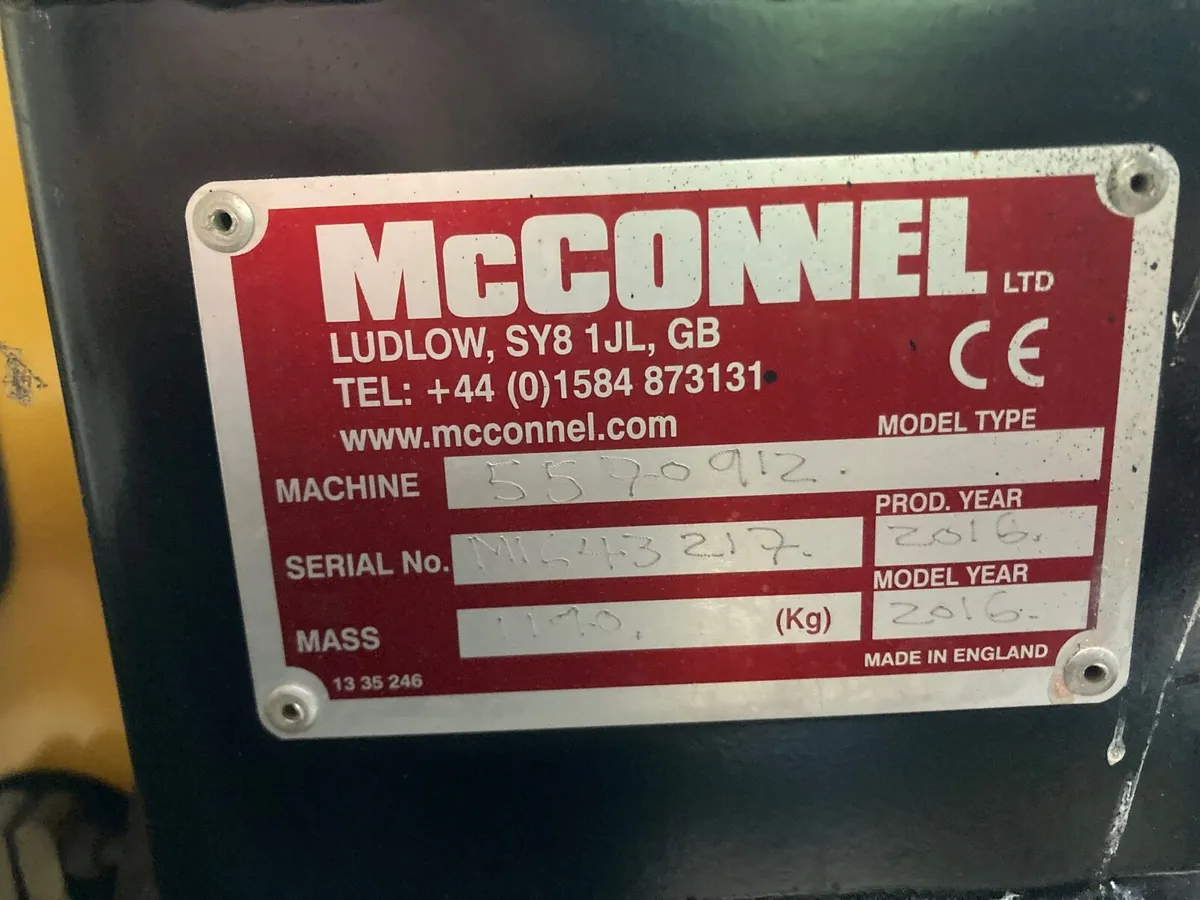 McCONNEL LTD
LUDLOW, SY8 1JL, GB
TEL: +44 (0)1584 873131
www.mcconnel.com
MODEL TYPE
MACHINE 5570912.
PROD. YEAR
SERIAL No. M1643217. 2016.
MODEL YEAR
MASS (Kg) 2016.
MADE IN ENGLAND
13 35 246